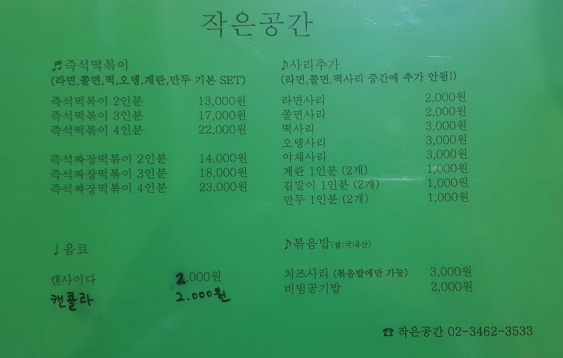 작은공간
♬즉석떡볶이
(라면,쫄면,떡,오뎅,계란,만두 기본 SET)
즉석떡볶이 2인분 13,000원
즉석떡볶이 3인분 17,000원
즉석떡볶이 4인분 22,000원
즉석짜장떡볶이 2인분 14,000원
즉석짜장떡볶이 3인분 18,000원
즉석짜장떡볶이 4인분 23,000원
♪사리추가
(라면,쫄면,떡사리 중간에 추가 안됨!)
라면사리 2,000원
쫄면사리 2,000원
떡사리 3,000원
오뎅사리 3,000원
야채사리 3,000원
계란 1인분 (2개) 1,000원
김말이 1인분 (2개) 1,000원
만두 1인분 (2개) 1,000원
♩음료
캔사이다 2,000원
캔콜라 2.000원
♪볶음밥(쌀:국내산)
치즈사리 (볶음밥에만 가능) 3,000원
비빔공기밥 2,000원
☎ 작은공간 02-3462-3533